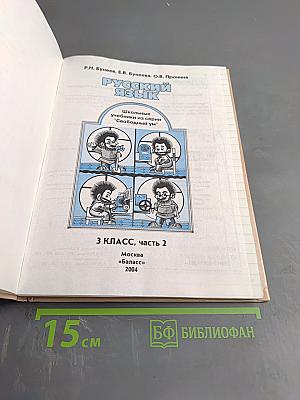 Р.Н. Бунеев, Е.В. Бунеева, О.В. Пронина
РУССКИЙ
ЯЗЫК
Школьные
учебники из серии
"Свободный ум"
3 КЛАСС, часть 2
Москва
«Баласс»
2004
15 см
БФ БИБЛИОФАН